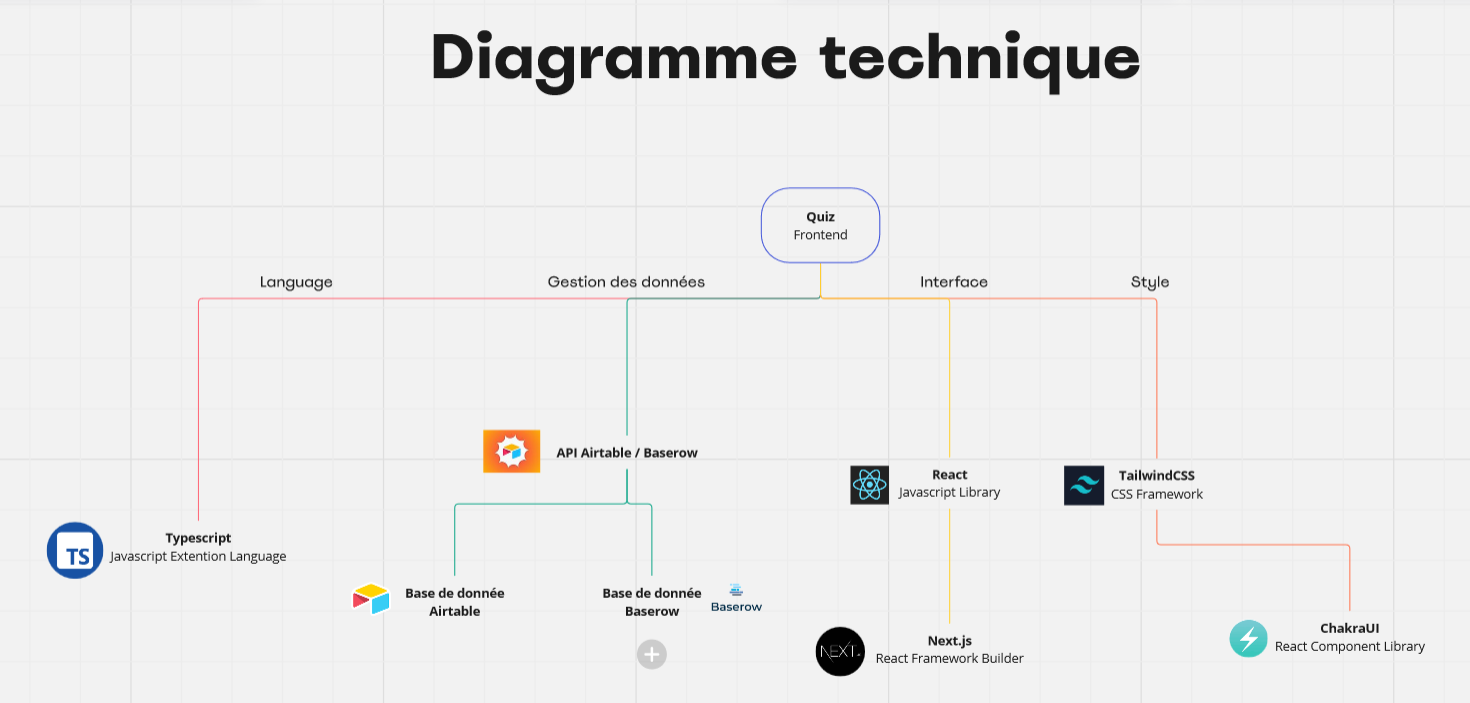 Diagramme technique
Quiz
Frontend
Language
Gestion des données
Interface
Style
API Airtable / Baserow
React
Javascript Library
TailwindCSS
CSS Framework
TS
Typescript
Javascript Extention Language
Base de donnée
Airtable
Base de donnée
Baserow
Baserow
NEXT.
Next.js
React Framework Builder
ChakraUI
React Component Library